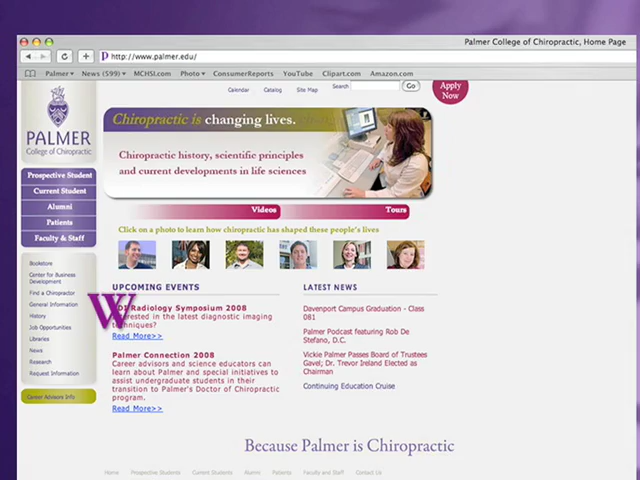 Palmer College of Chiropractic, Home Page
http://www.palmer.edu/
Palmer
News (599)
MCHSI.com
Photo
ConsumerReports
YouTube
Clipart.com
Amazon.com
Calendar
Catalog
Site Map
Search
Go
Apply
Now
PALMER
College of Chiropractic
Chiropractic is changing lives.
Chiropractic history, scientific principles
and current developments in life sciences
Prospective Student
Current Student
Alumni
Patients
Faculty & Staff
Videos
Tours
Click on a photo to learn how chiropractic has shaped these people's lives
Bookstore
Center for Business
Development
Find a Chiropractor
General Information
History
Job Opportunities
Libraries
News
Research
Request Information
Career Advisors Info
UPCOMING EVENTS
Radiology Symposium 2008
in the latest diagnostic imaging
techniques?
Read More>>
Palmer Connection 2008
Career advisors and science educators can
learn about Palmer and special initiatives to
assist undergraduate students in their
transition to Palmer's Doctor of Chiropractic
program.
Read More>>
LATEST NEWS
Davenport Campus Graduation - Class
081
Palmer Podcast featuring Rob De
Stefano, D.C.
Vickie Palmer Passes Board of Trustees
Gavel; Dr. Trevor Ireland Elected as
Chairman
Continuing Education Cruise
W
Because Palmer is Chiropractic
Home
Prospective Students
Current Students
Alumni
Patients
Faculty and Staff
Contact Us